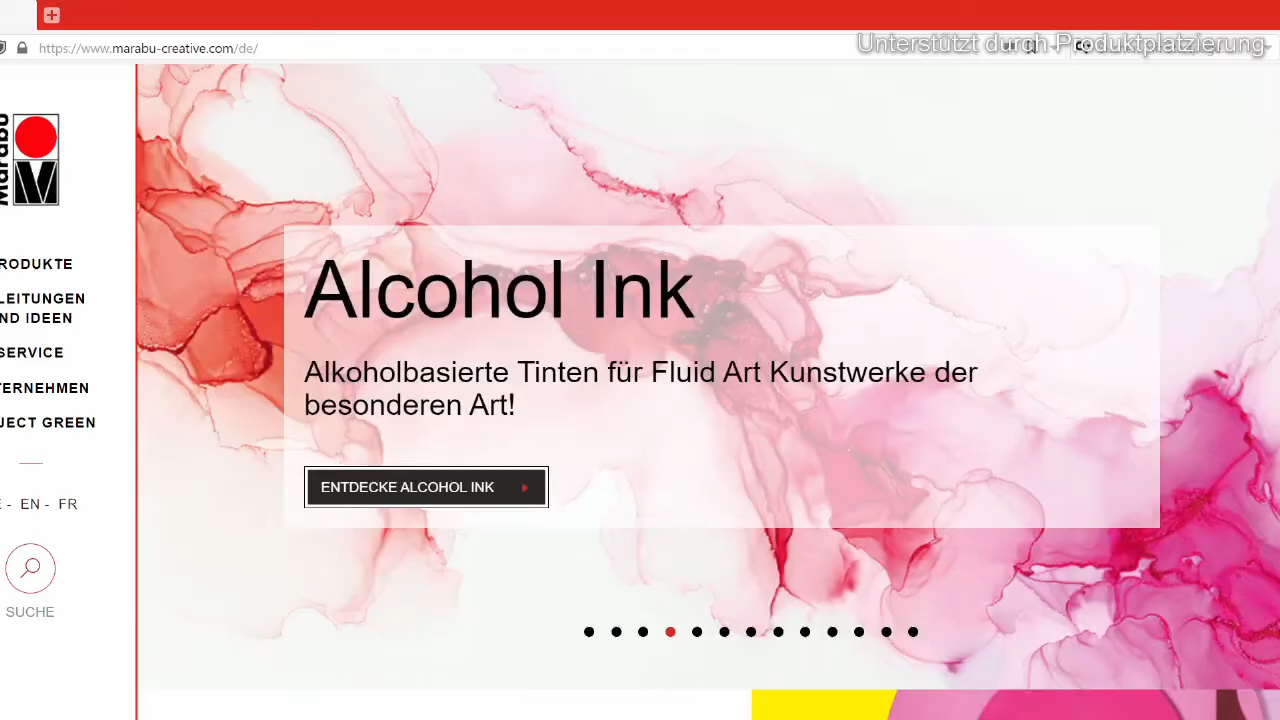 https://www.marabu-creative.com/de/
Unterstützt durch Produktplatzierung
Marabu
RODUKTE
LEITUNGEN
ND IDEEN
SERVICE
TERNEHMEN
JECT GREEN
E - EN - FR
SUCHE
Alcohol Ink
Alkoholbasierte Tinten für Fluid Art Kunstwerke der
besonderen Art!
ENTDECKE ALCOHOL INK